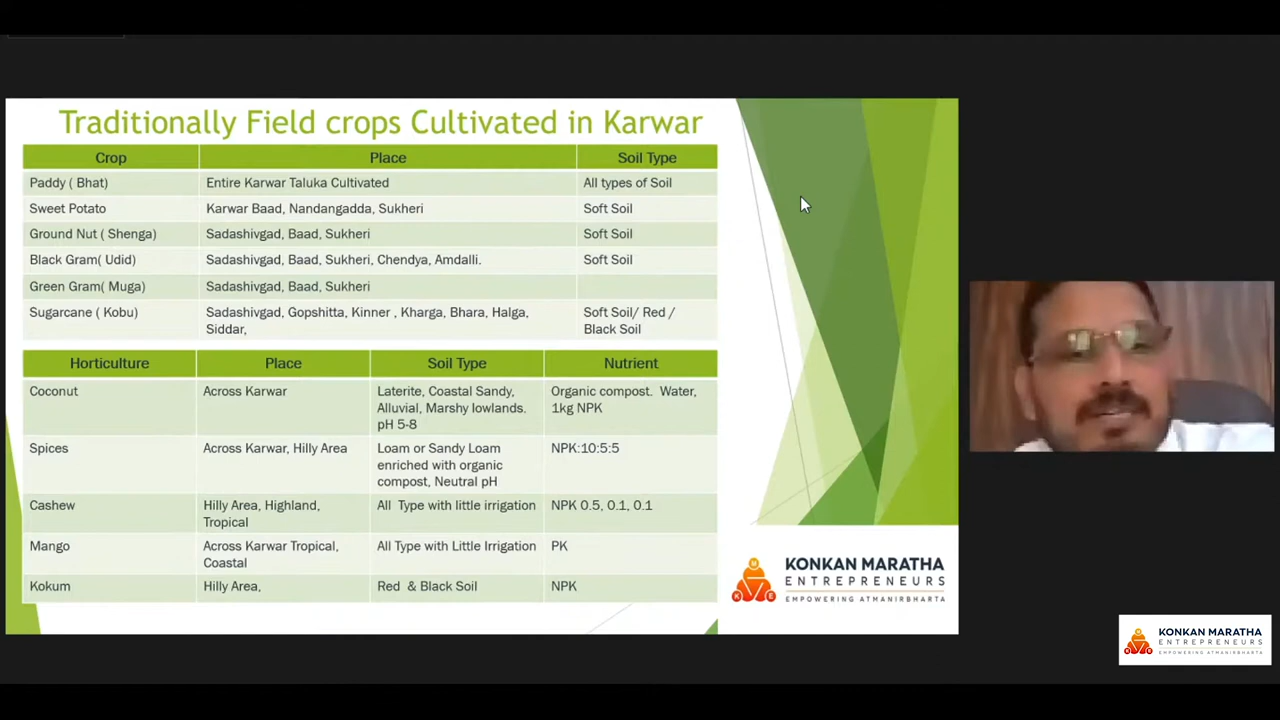 Traditionally Field crops Cultivated in Karwar
Crop Place Soil Type
Paddy ( Bhat) Entire Karwar Taluka Cultivated All types of Soil
Sweet Potato Karwar Baad, Nandangadda, Sukheri Soft Soil
Ground Nut ( Shenga) Sadashivgad, Baad, Sukheri Soft Soil
Black Gram( Udid) Sadashivgad, Baad, Sukheri, Chendya, Amdalli. Soft Soil
Green Gram( Muga) Sadashivgad, Baad, Sukheri
Sugarcane ( Kobu) Sadashivgad, Gopshitta, Kinner , Kharga, Bhara, Halga, Soft Soil/ Red /
Siddar, Black Soil
Horticulture Place Soil Type Nutrient
Coconut Across Karwar Laterite, Coastal Sandy, Organic compost. Water,
Alluvial, Marshy lowlands. 1kg NPK
pH 5-8
Spices Across Karwar, Hilly Area Loam or Sandy Loam NPK:10:5:5
enriched with organic
compost, Neutral pH
Cashew Hilly Area, Highland, All Type with little irrigation NPK 0.5, 0.1, 0.1
Tropical
Mango Across Karwar Tropical, All Type with Little Irrigation PK
Coastal
Kokum Hilly Area, Red & Black Soil NPK
M
K E
KONKAN MARATHA
ENTREPRENEURS
EMPOWERING ATMANIRBHARTA
M
K E
KONKAN MARATHA
ENTREPRENEURS
EMPOWERING ATMANIRBHARTA